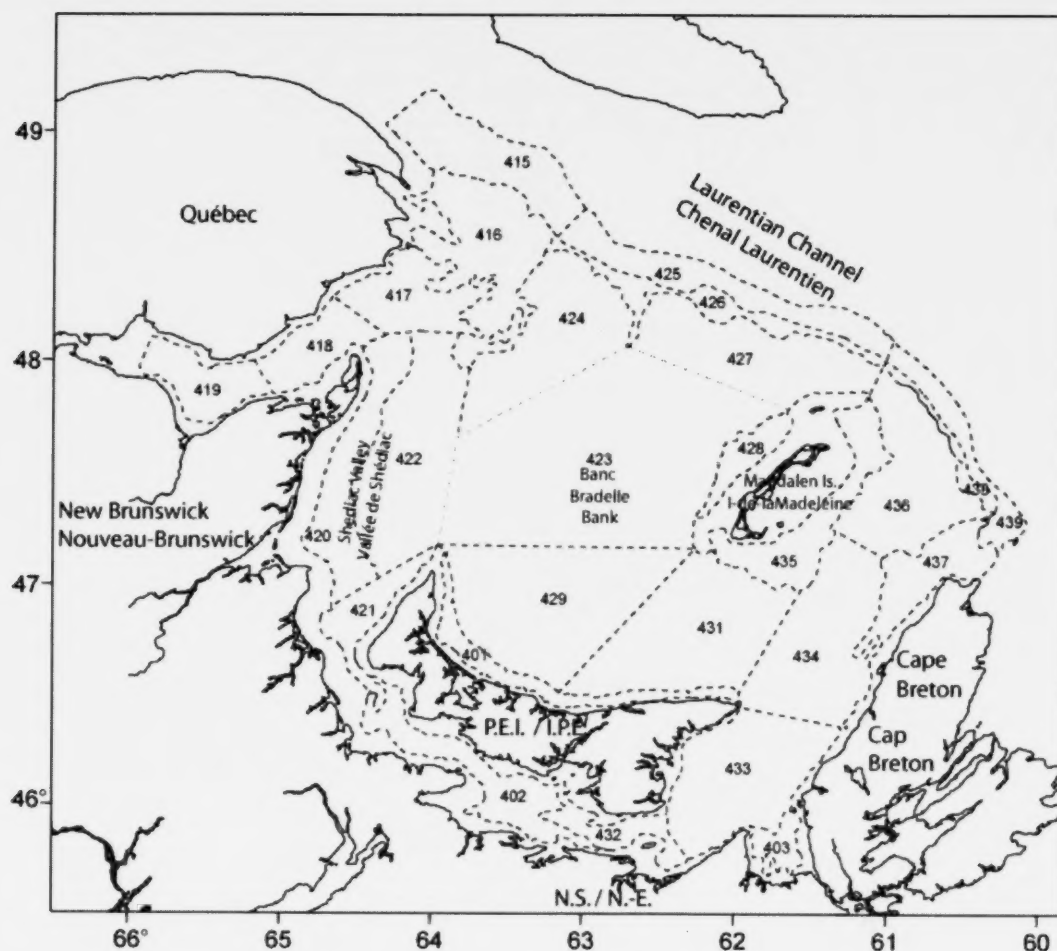 49
48
47
46°
66°
65
64
63
62
61
60
Québec
Laurentian Channel
Chenal Laurentien
New Brunswick
Nouveau-Brunswick
Shediac Valley
Vallée de Shédiac
Banc
Bradelle
Bank
Magdalen Is.
I-de-laMadeleine
P.E.I. / I.P.E
Cape
Breton
Cap
Breton
N.S. / N.-E.
415
416
417
418
419
420
421
422
423
424
425
426
427
428
429
431
432
433
434
435
436
437
438
439
401
402
403